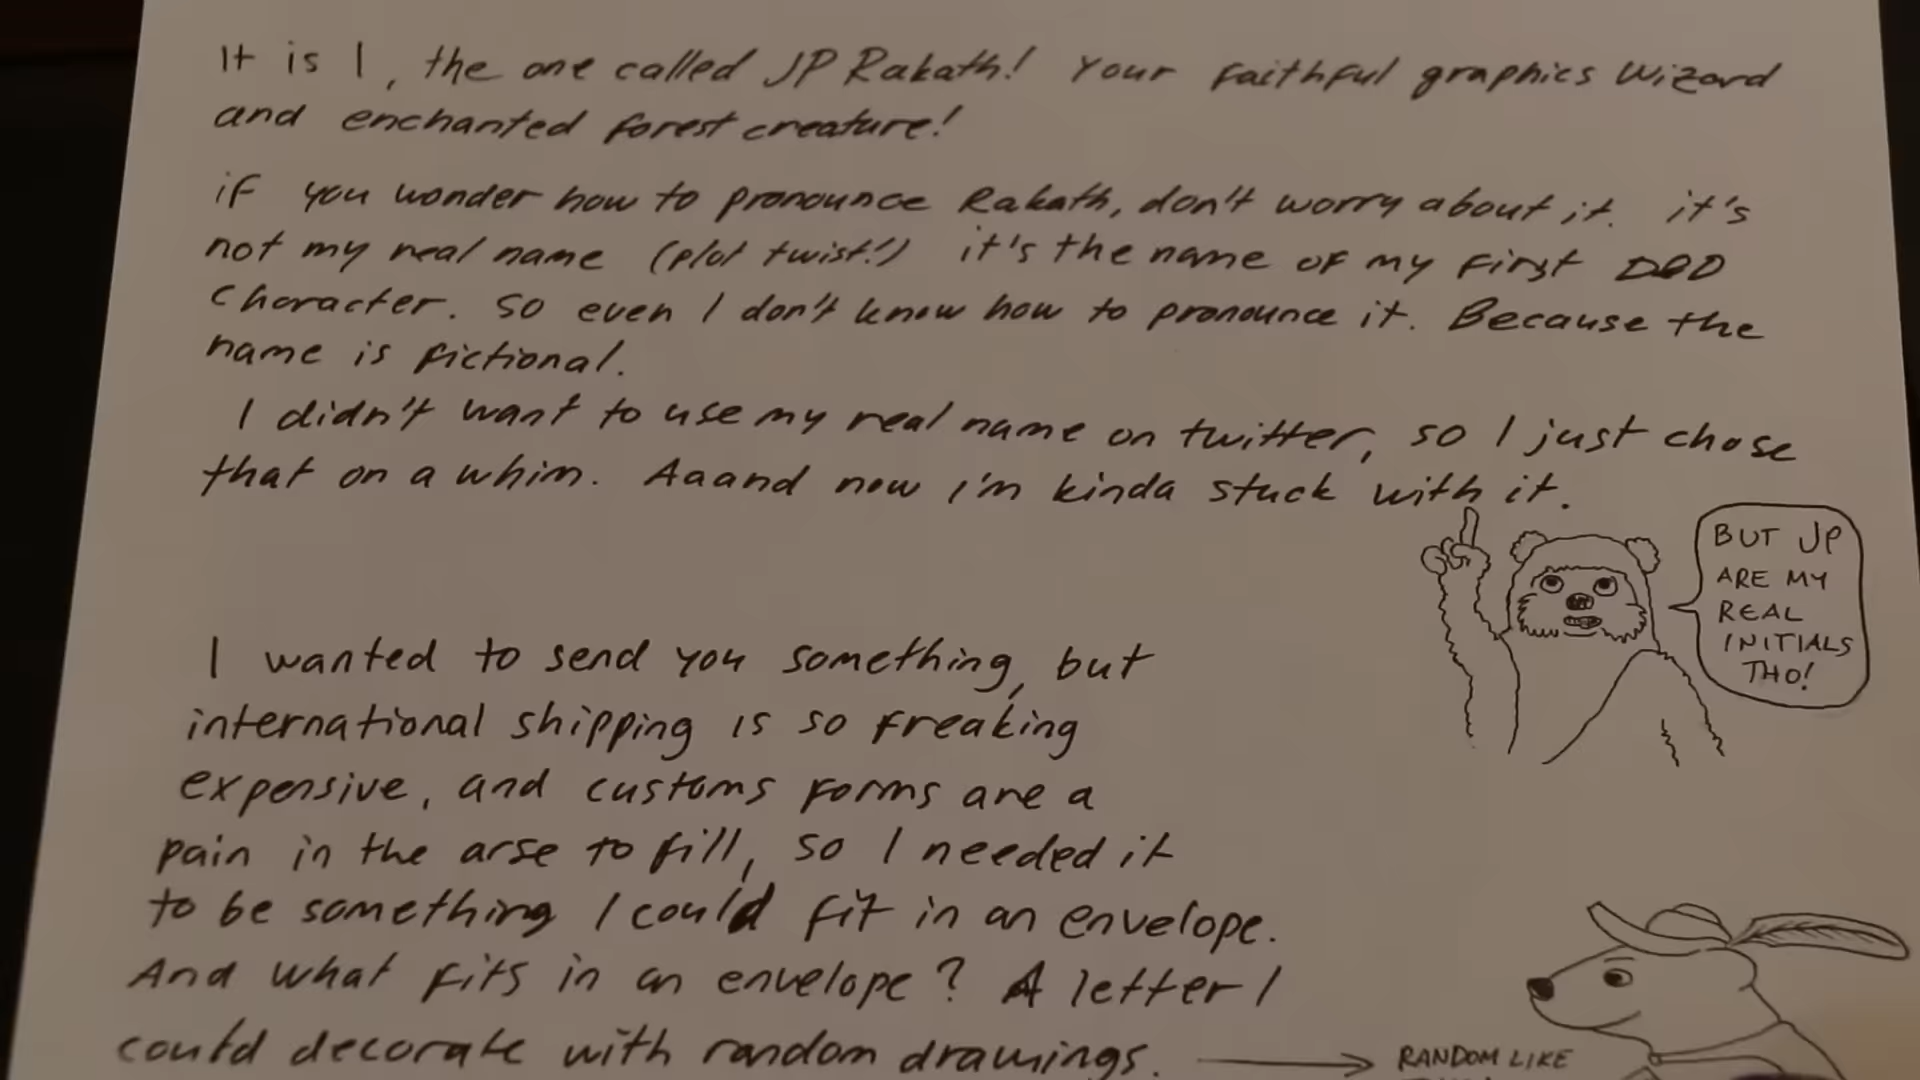 It is I, the one called JP Rakath! Your faithful graphics Wizard
and enchanted forest creature!
if you wonder how to pronounce Rakath, don't worry about it. it's
not my real name (plot twist!) it's the name of my first DDD
Character. So even I don't know how to pronounce it. Because the
name is fictional.
I didn't want to use my real name on twitter, so I just chose
that on a whim. Aaand now I'm kinda stuck with it.
BUT JP
ARE MY
REAL
INITIALS
THO!
I wanted to send you something, but
international shipping is so freaking
expensive, and customs forms are a
pain in the arse to fill, so I needed it
to be something I could fit in an envelope.
And what fits in an envelope? A letter I
could decorate with random drawings.
RANDOM LIKE